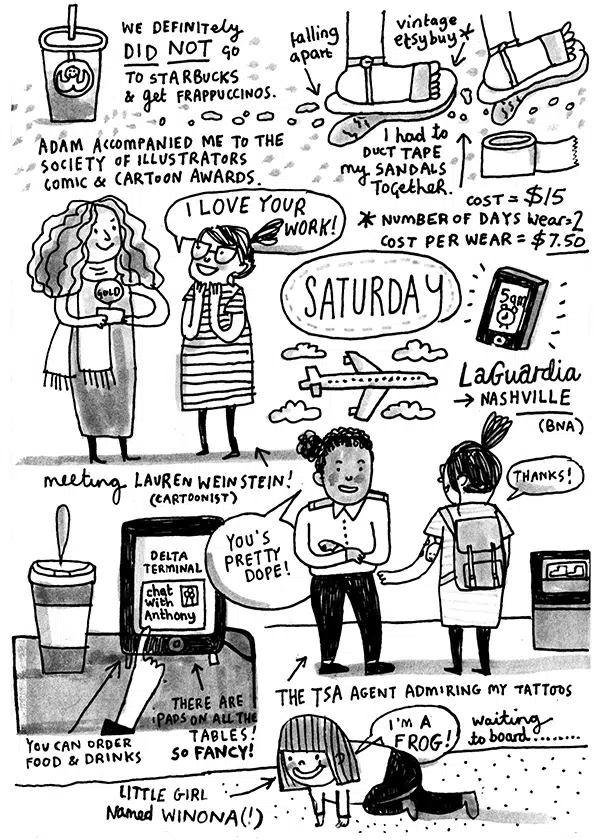 WE DEFINITELY
DID NOT GO
TO STARBUCKS
& get FRAPPUCCINOS.
falling
apart
vintage
etsy buy*
I had to
DUCT TAPE
my SANDALS
TOGETHER.
ADAM ACCOMPANIED ME TO THE
SOCIETY OF ILLUSTRATORS
COMIC & CARTOON AWARDS.
COST = $15
* NUMBER OF DAYS Wear=2
COST PER WEAR = $7.50
I LOVE YOUR
WORK!
GOLD
SATURDAY
5am
LaGuardia
→ NASHVILLE
(BNA)
meeting LAUREN WEINSTEIN!
(CARTOONIST)
THANKS!
YOU'S
PRETTY
DOPE!
DELTA
TERMINAL
chat
with
Anthony
THE TSA AGENT ADMIRING MY TATTOOS
THERE ARE
iPADS ON ALL THE
TABLES!
SO FANCY!
YOU CAN ORDER
FOOD & DRINKS
I'M A
FROG!
waiting
to board.........
LITTLE GIRL
Named WINONA(!)